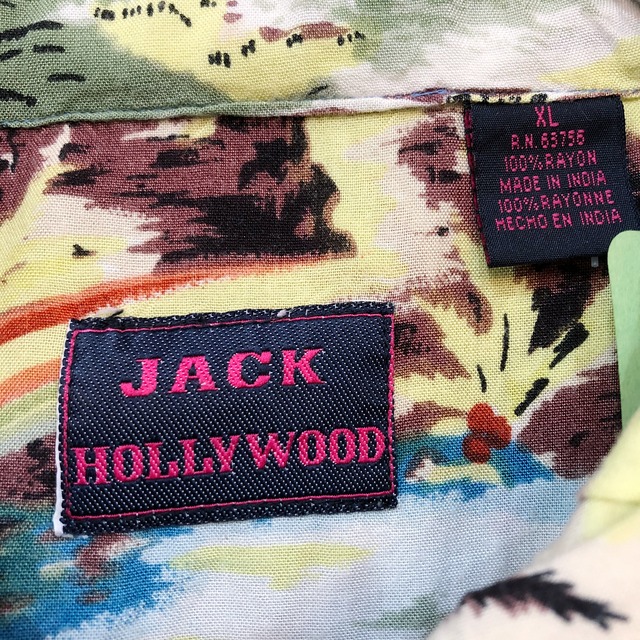 XL
R.N. 63756
100% RAYON
MADE IN INDIA
100% RAYONNE
HECHO EN INDIA
JACK
HOLLYWOOD